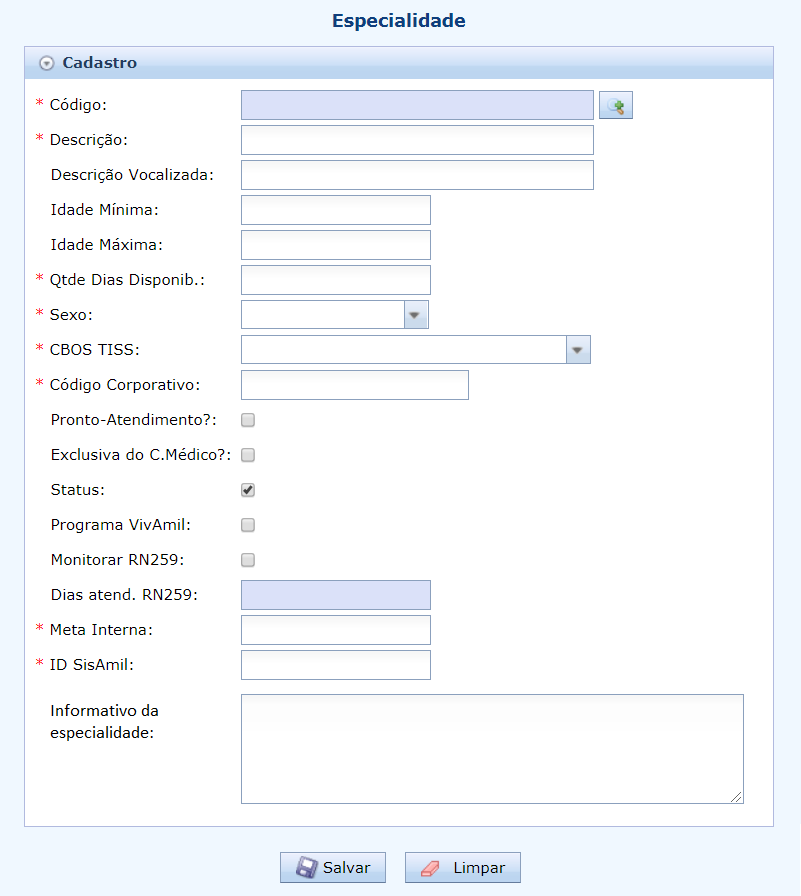 Especialidade
Cadastro
* Código:
* Descrição:
Descrição Vocalizada:
Idade Mínima:
Idade Máxima:
* Qtde Dias Disponib.:
* Sexo:
* CBOS TISS:
* Código Corporativo:
Pronto-Atendimento?:
Exclusiva do C.Médico?:
Status:
Programa VivAmil:
Monitorar RN259:
Dias atend. RN259:
* Meta Interna:
* ID SisAmil:
Informativo da
especialidade:
Salvar Limpar